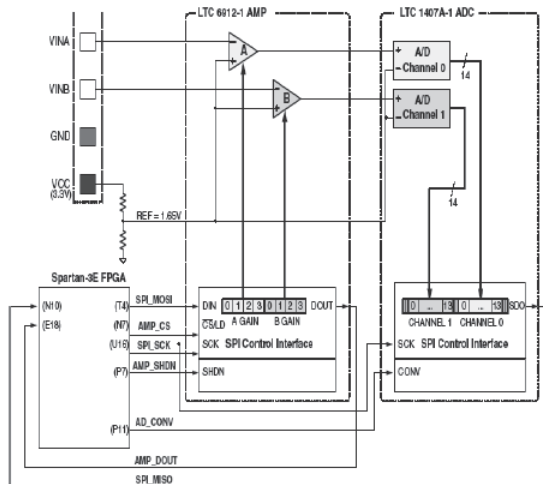 LTC 6912-1 AMP
LTC 1407A-1 ADC
VINA
A
A/D
Channel 0
14
VINB
B
A/D
Channel 1
GND
VCC
(3.3V)
14
REF = 1.65V
Spartan-3E FPGA
(N10)
(T4)
SPI_MOSI
DIN
0 1 2 3 0 1 2 3
DOUT
0 ... 13 0 ... 13
SDO
(E18)
(N7)
AMP_CS
CS/LD
A GAIN
B GAIN
CHANNEL 1
CHANNEL 0
(U16)
SPI_SCK
SCK
SPI Control Interface
SCK
SPI Control Interface
(P7)
AMP_SHDN
SHDN
CONV
(P11)
AD_CONV
AMP_DOUT
SPI_MISO